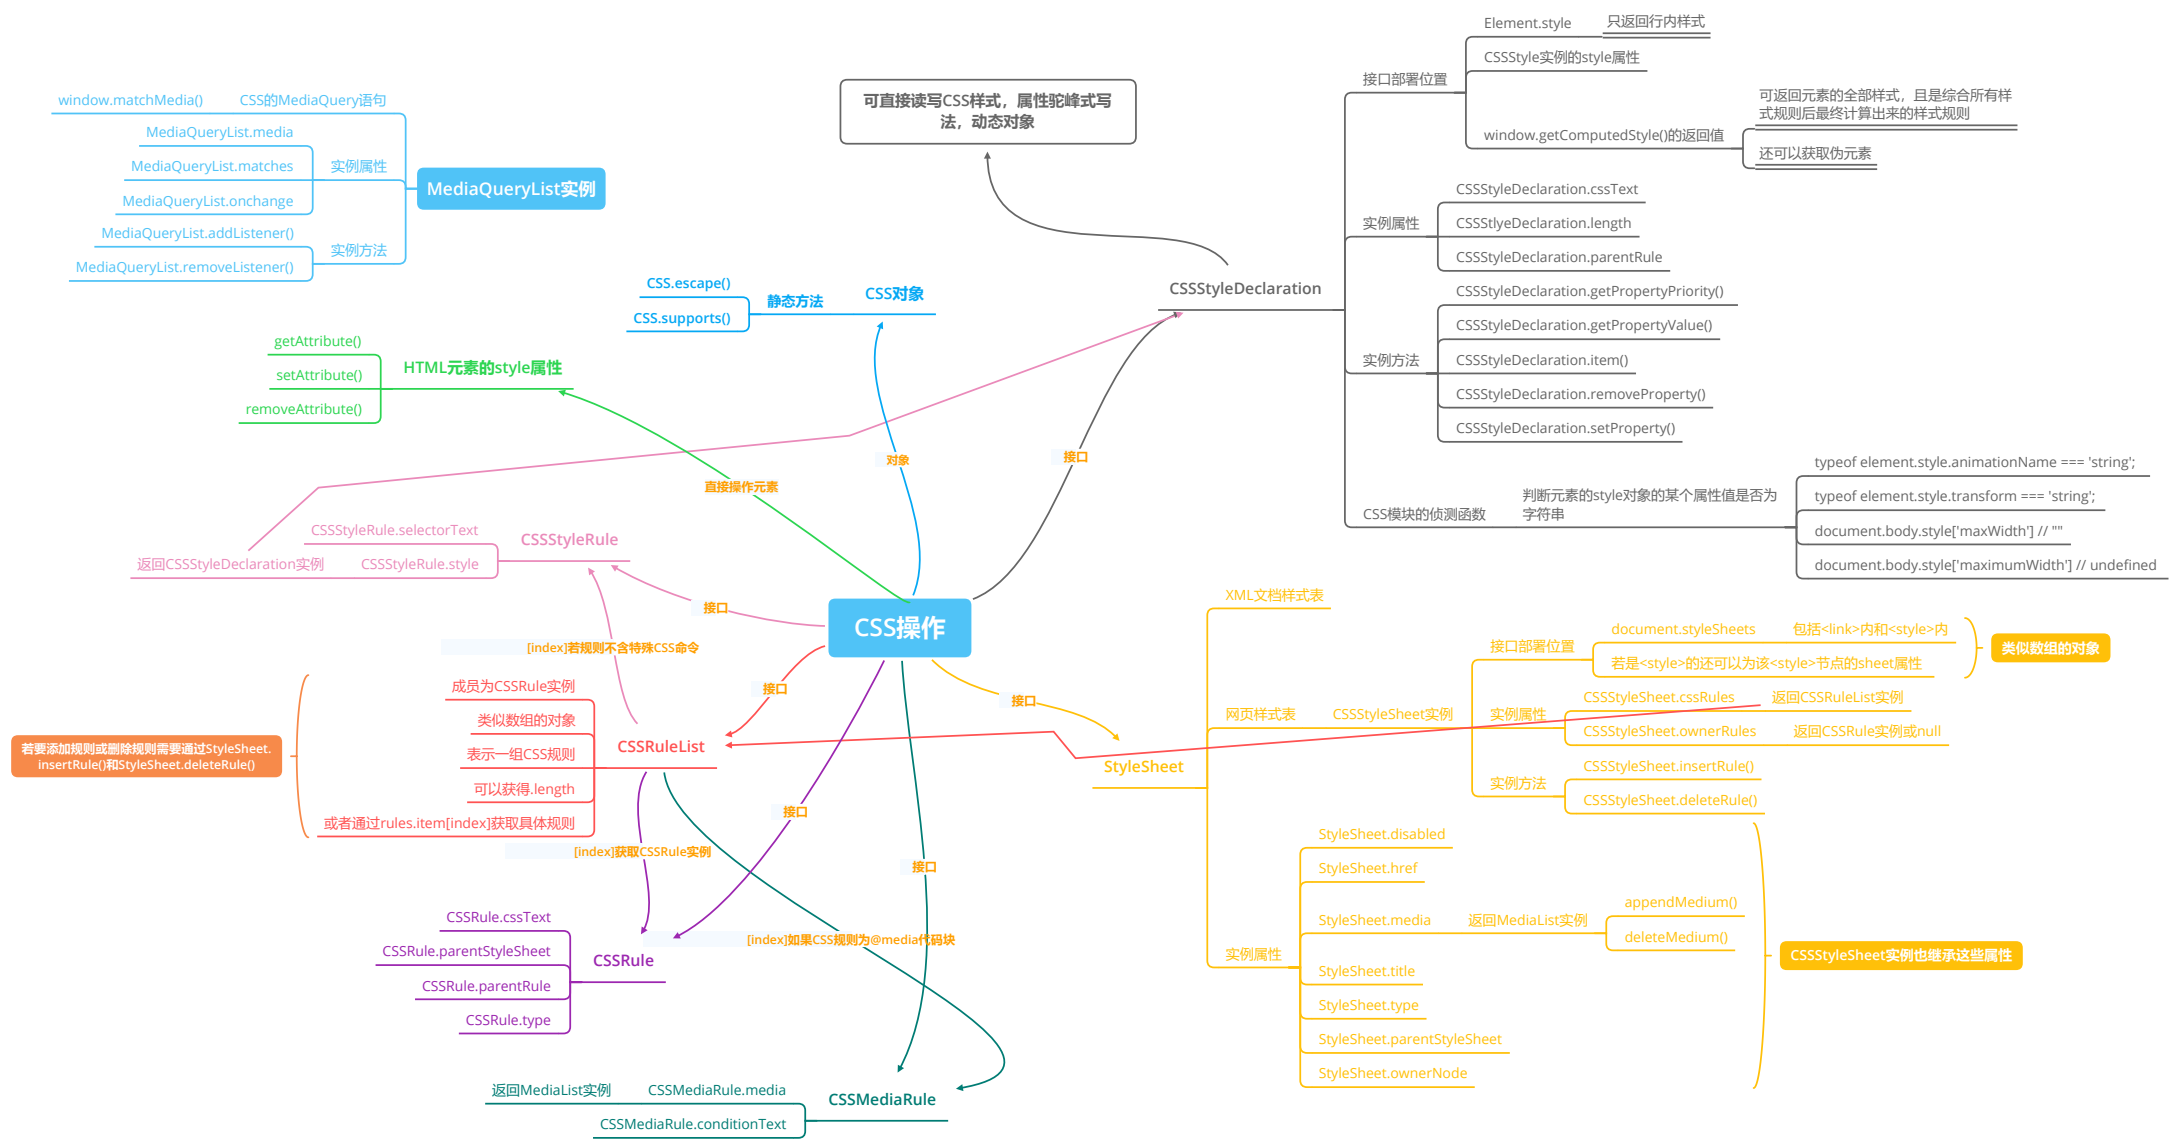 window.matchMedia()
CSS的MediaQuery语句
MediaQueryList.media
MediaQueryList.matches
MediaQueryList.onchange
实例属性
MediaQueryList.addListener()
MediaQueryList.removeListener()
实例方法
MediaQueryList实例
可直接读写CSS样式，属性驼峰式写
法，动态对象
CSS.escape()
CSS.supports()
静态方法
CSS对象
getAttribute()
setAttribute()
removeAttribute()
HTML元素的style属性
对象
直接操作元素
接口
CSSStyleDeclaration
接口部署位置
Element.style
只返回行内样式
CSSStyle实例的style属性
window.getComputedStyle()的返回值
可返回元素的全部样式，且是综合所有样
式规则后最终计算出来的样式规则
还可以获取伪元素
实例属性
CSSStyleDeclaration.cssText
CSSStlyeDeclaration.length
CSSStyleDeclaration.parentRule
实例方法
CSSStyleDeclaration.getPropertyPriority()
CSSStyleDeclaration.getPropertyValue()
CSSStyleDeclaration.item()
CSSStyleDeclaration.removeProperty()
CSSStyleDeclaration.setProperty()
CSS模块的侦测函数
判断元素的style对象的某个属性值是否为
字符串
typeof element.style.animationName === 'string';
typeof element.style.transform === 'string';
document.body.style['maxWidth'] // ""
document.body.style['maximumWidth'] // undefined
CSSStyleRule.selectorText
返回CSSStyleDeclaration实例
CSSStyleRule.style
CSSStyleRule
接口
CSS操作
[index]若规则不含特殊CSS命令
接口
接口
若要添加规则或删除规则需要通过StyleSheet.
insertRule()和StyleSheet.deleteRule()
成员为CSSRule实例
类似数组的对象
表示一组CSS规则
可以获得.length
或者通过rules.item[index]获取具体规则
CSSRuleList
接口
[index]获取CSSRule实例
接口
StyleSheet
XML文档样式表
网页样式表
CSSStyleSheet实例
接口部署位置
document.styleSheets
包括<link>内和<style>内
若是<style>的还可以为该<style>节点的sheet属性
类似数组的对象
实例属性
CSSStyleSheet.cssRules
返回CSSRuleList实例
CSSStyleSheet.ownerRules
返回CSSRule实例或null
实例方法
CSSStyleSheet.insertRule()
CSSStyleSheet.deleteRule()
实例属性
StyleSheet.disabled
StyleSheet.href
StyleSheet.media
返回MediaList实例
appendMedium()
deleteMedium()
StyleSheet.title
StyleSheet.type
StyleSheet.parentStyleSheet
StyleSheet.ownerNode
CSSStyleSheet实例也继承这些属性
CSSRule.cssText
CSSRule.parentStyleSheet
CSSRule.parentRule
CSSRule.type
CSSRule
[index]如果CSS规则为@media代码块
返回MediaList实例
CSSMediaRule.media
CSSMediaRule.conditionText
CSSMediaRule